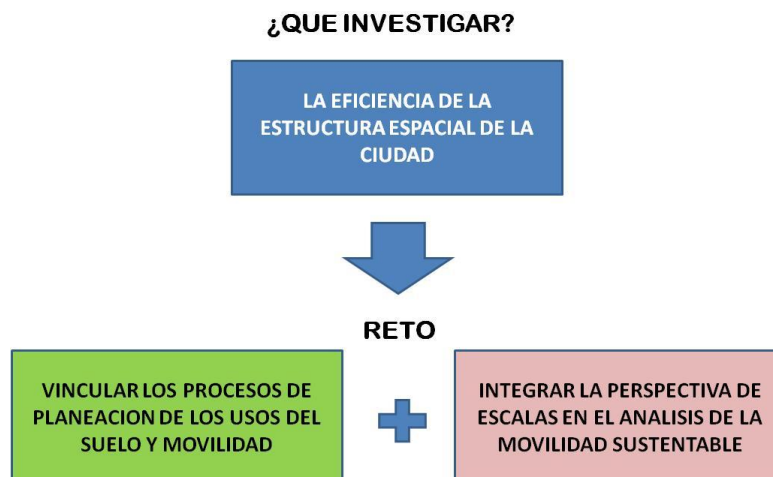 ¿QUE INVESTIGAR?
LA EFICIENCIA DE LA
ESTRUCTURA ESPACIAL DE LA
CIUDAD
RETO
VINCULAR LOS PROCESOS DE
PLANEACION DE LOS USOS DEL
SUELO Y MOVILIDAD
INTEGRAR LA PERSPECTIVA DE
ESCALAS EN EL ANALISIS DE LA
MOVILIDAD SUSTENTABLE